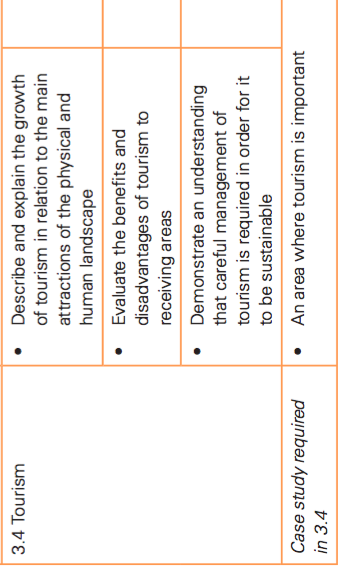 3.4 Tourism
• Describe and explain the growth
of tourism in relation to the main
attractions of the physical and
human landscape
• Evaluate the benefits and
disadvantages of tourism to
receiving areas
• Demonstrate an understanding
that careful management of
tourism is required in order for it
to be sustainable
Case study required
in 3.4
• An area where tourism is important